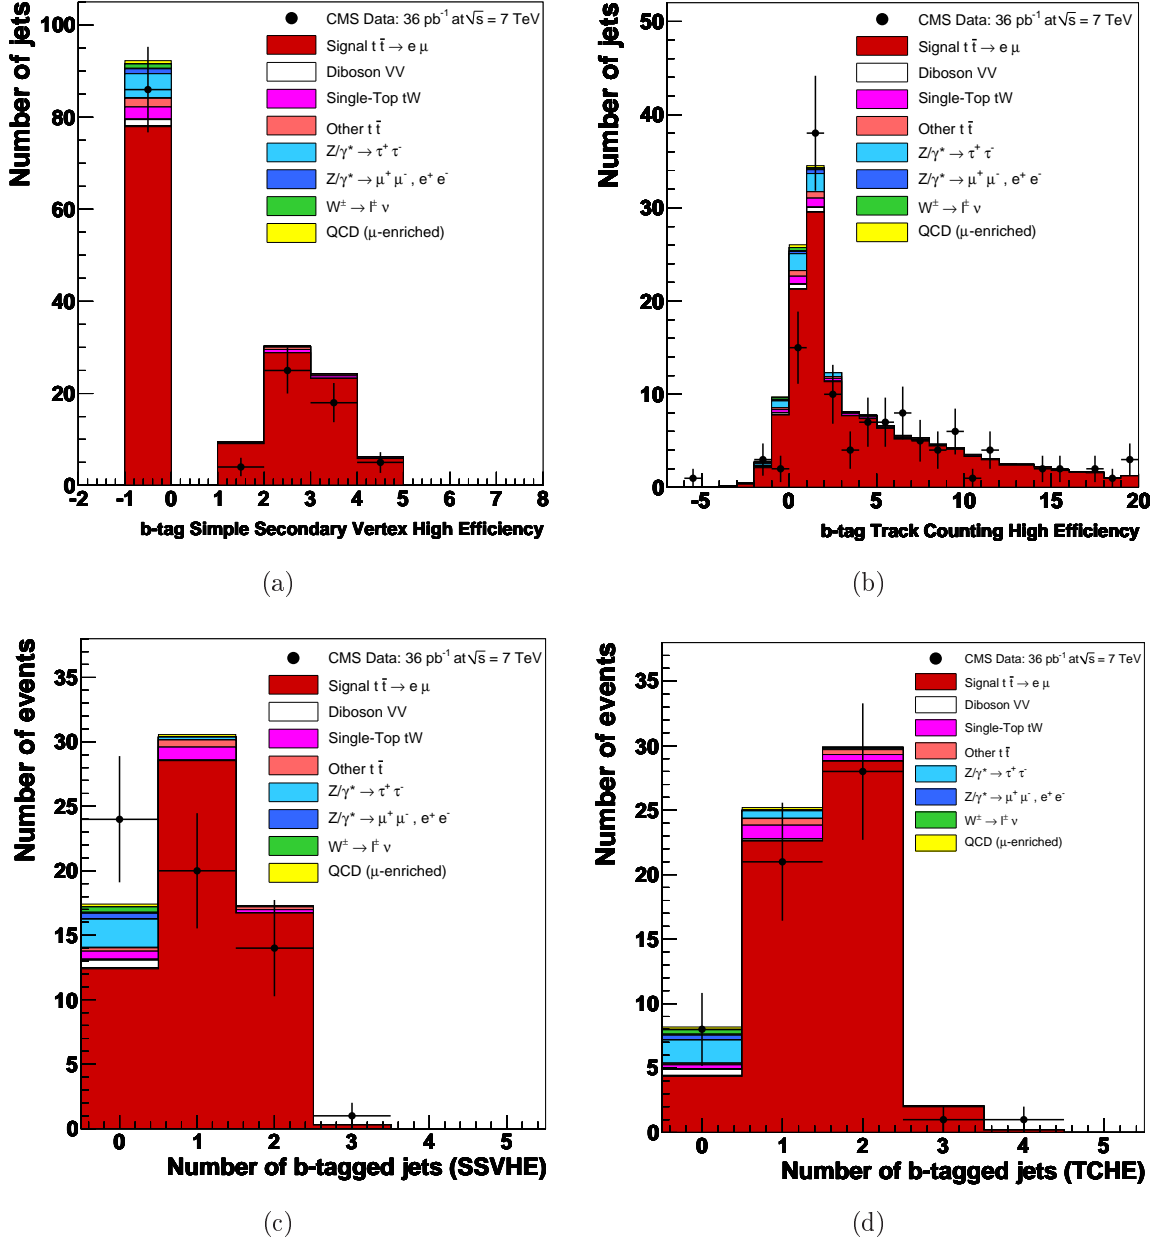 Number of jets
100
80
60
40
20
0
CMS Data: 36 pb⁻¹ at √s = 7 TeV
Signal t t̄ → e μ
Diboson VV
Single-Top tW
Other t t̄
Z/γ* → τ⁺ τ⁻
Z/γ* → μ⁺ μ⁻ , e⁺ e⁻
W± → l± ν
QCD (μ-enriched)
-2 -1 0 1 2 3 4 5 6 7 8
b-tag Simple Secondary Vertex High Efficiency
(a)
Number of jets
50
40
30
20
10
0
CMS Data: 36 pb⁻¹ at √s = 7 TeV
Signal t t̄ → e μ
Diboson VV
Single-Top tW
Other t t̄
Z/γ* → τ⁺ τ⁻
Z/γ* → μ⁺ μ⁻ , e⁺ e⁻
W± → l± ν
QCD (μ-enriched)
-5 0 5 10 15 20
b-tag Track Counting High Efficiency
(b)
Number of events
35
30
25
20
15
10
5
0
CMS Data: 36 pb⁻¹ at √s = 7 TeV
Signal t t̄ → e μ
Diboson VV
Single-Top tW
Other t t̄
Z/γ* → τ⁺ τ⁻
Z/γ* → μ⁺ μ⁻ , e⁺ e⁻
W± → l± ν
QCD (μ-enriched)
0 1 2 3 4 5
Number of b-tagged jets (SSVHE)
(c)
Number of events
35
30
25
20
15
10
5
0
CMS Data: 36 pb⁻¹ at √s = 7 TeV
Signal t t̄ → e μ
Diboson VV
Single-Top tW
Other t t̄
Z/γ* → τ⁺ τ⁻
Z/γ* → μ⁺ μ⁻ , e⁺ e⁻
W± → l± ν
QCD (μ-enriched)
0 1 2 3 4 5
Number of b-tagged jets (TCHE)
(d)